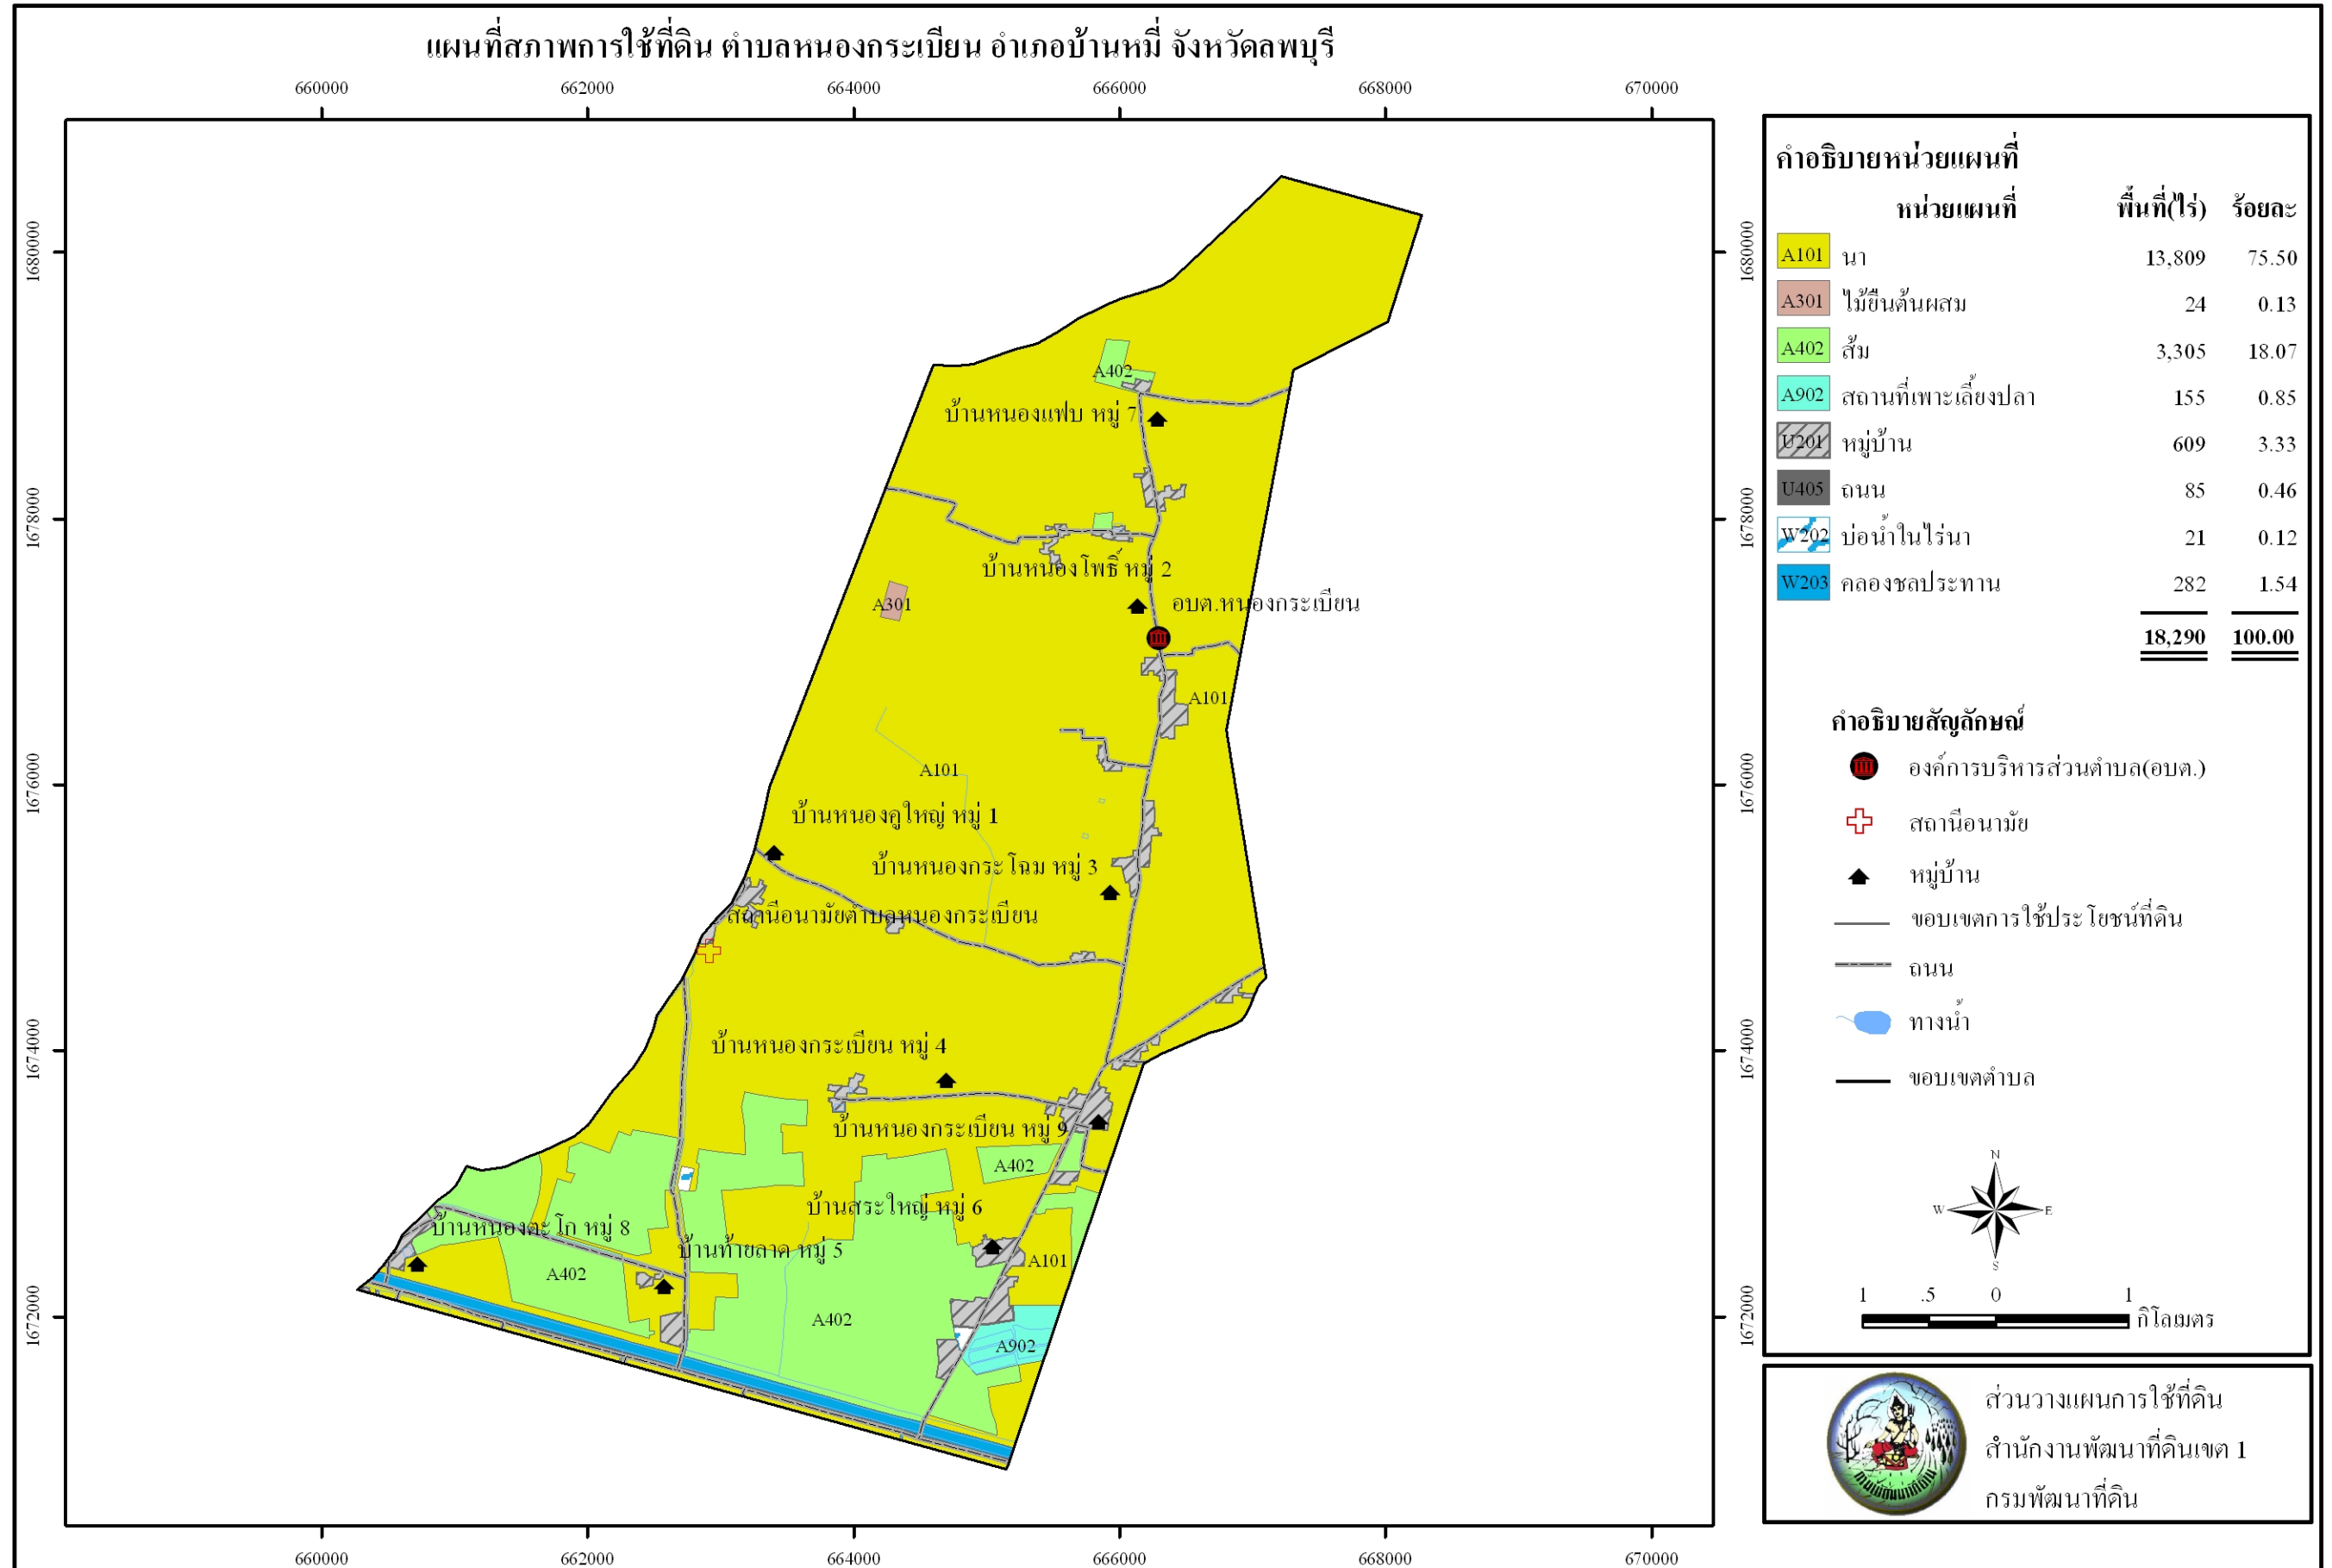 แผนที่สภาพการใช้ที่ดิน ตำบลหนองกระเบียน อำเภอบ้านหมี่ จังหวัดลพบุรี
660000 662000 664000 666000 668000 670000
1680000 1680000
1678000 1678000
1676000 1676000
1674000 1674000
1672000 1672000
A402
บ้านหนองแฟบ หมู่ 7
บ้านหนองโพธิ์ หมู่ 2
A301
อบต.หนองกระเบียน
A101
A101
บ้านหนองคูใหญ่ หมู่ 1
บ้านหนองกระโฉม หมู่ 3
สถานีอนามัยตำบลหนองกระเบียน
บ้านหนองกระเบียน หมู่ 4
บ้านหนองกระเบียน หมู่ 9
A402
บ้านสระใหญ่ หมู่ 6
บ้านหนองตะโก หมู่ 8
บ้านท้ายลาด หมู่ 5
A101
A402
A402
A902
660000 662000 664000 666000 668000 670000
คำอธิบายหน่วยแผนที่
หน่วยแผนที่ พื้นที่(ไร่) ร้อยละ
A101 นา 13,809 75.50
A301 ไม้ยืนต้นผสม 24 0.13
A402 ส้ม 3,305 18.07
A902 สถานที่เพาะเลี้ยงปลา 155 0.85
U201 หมู่บ้าน 609 3.33
U405 ถนน 85 0.46
W202 บ่อน้ำในไร่นา 21 0.12
W203 คลองชลประทาน 282 1.54
18,290 100.00
คำอธิบายสัญลักษณ์
องค์การบริหารส่วนตำบล(อบต.)
สถานีอนามัย
หมู่บ้าน
ขอบเขตการใช้ประโยชน์ที่ดิน
ถนน
ทางน้ำ
ขอบเขตตำบล
N
W E
S
1 .5 0 1
กิโลเมตร
ส่วนวางแผนการใช้ที่ดิน
สำนักงานพัฒนาที่ดินเขต 1
กรมพัฒนาที่ดิน
กรมพัฒนาที่ดิน